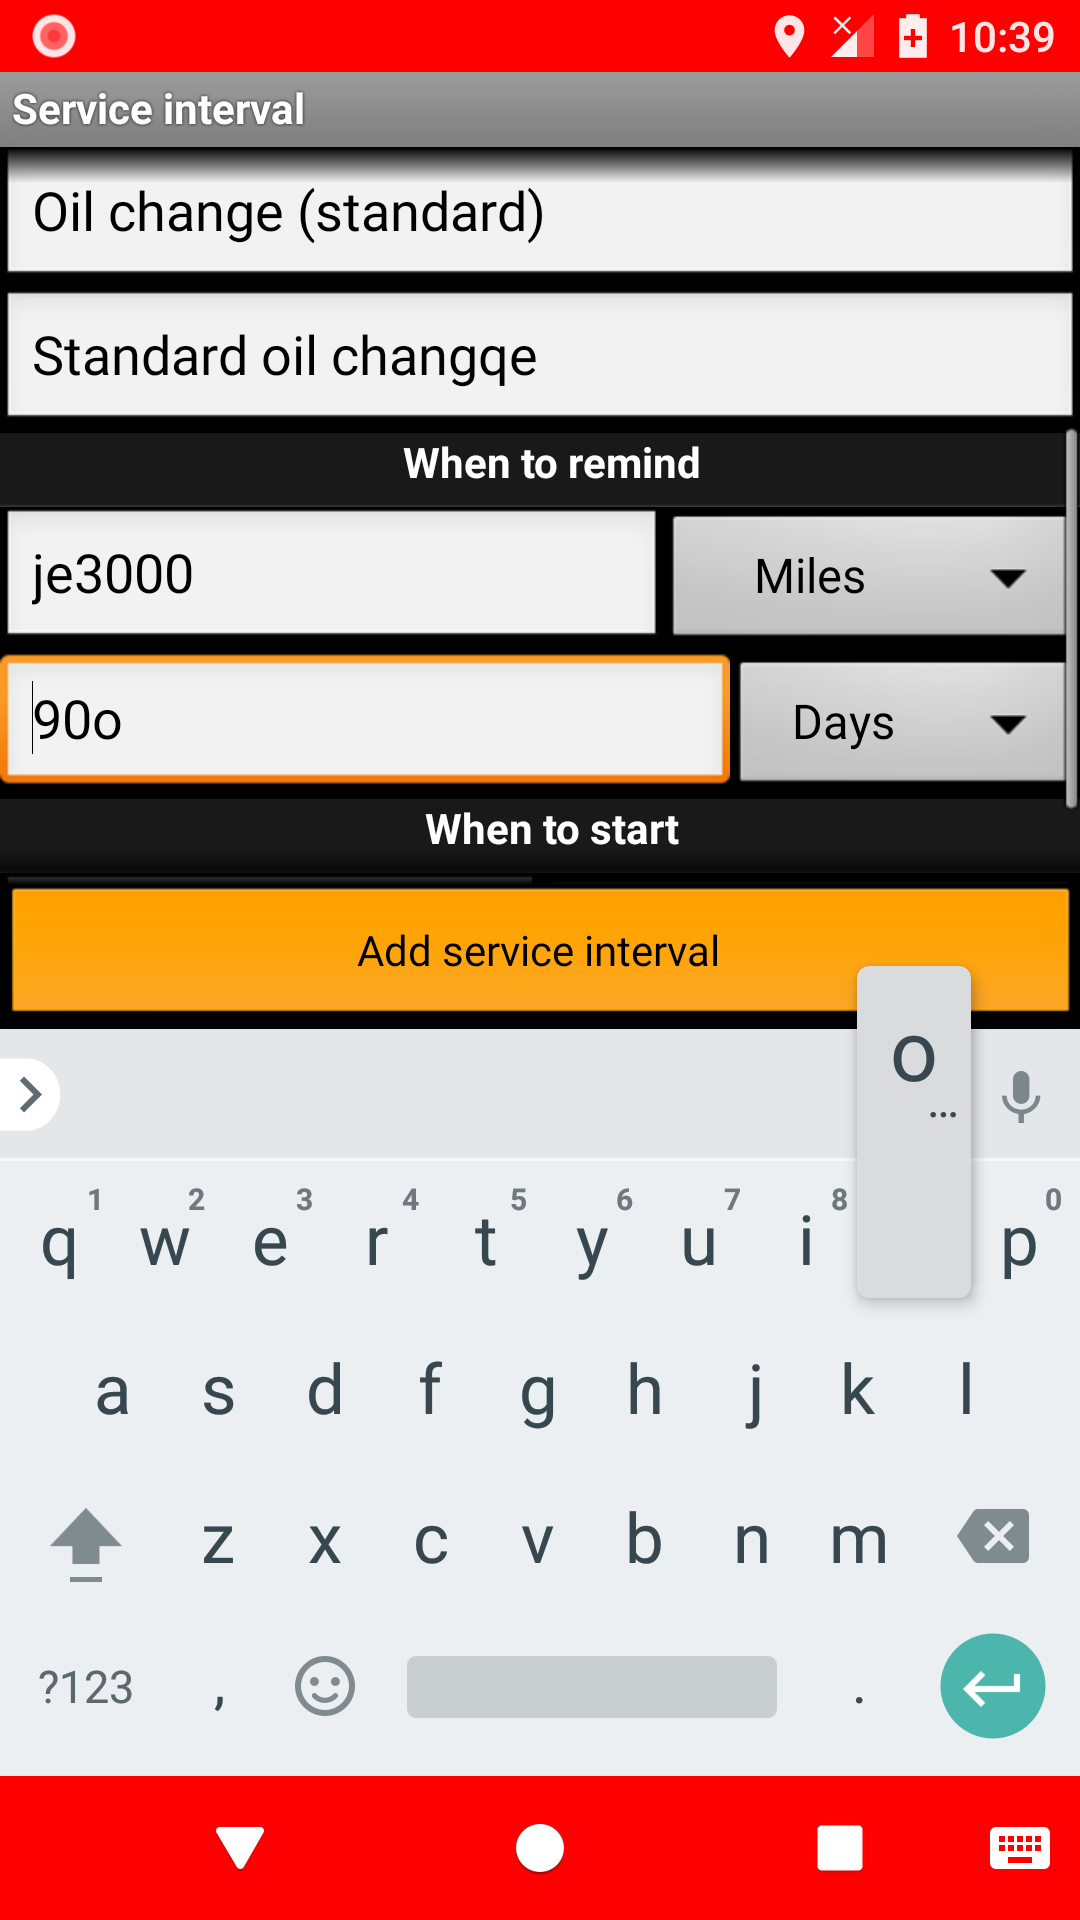 10:39
Service interval
Oil change (standard)
Standard oil changqe
When to remind
je3000
Miles
90o
Days
When to start
Add service interval
o
...
1 2 3 4 5 6 7 8 0
q w e r t y u i p
a s d f g h j k l
z x c v b n m
?123 , .